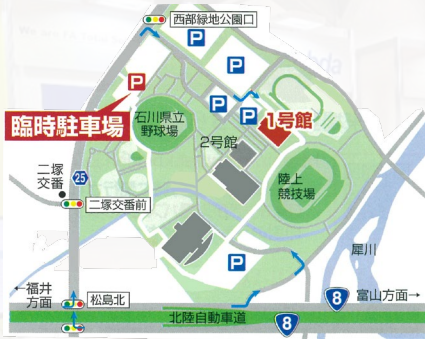 西部緑地公園口
P
P
P
P
P
P
臨時駐車場
石川県立
野球場
1号館
2号館
二塚
交番
25
二塚交番前
陸上
競技場
犀川
←福井
方面
松島北
8
富山方面→
北陸自動車道
8